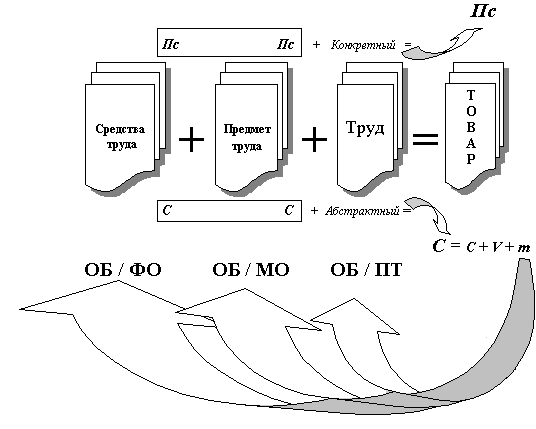 Пс
Пс Пс + Конкретный =
Средства
труда
+
Предмет
труда
+
Труд
=
Т
О
В
А
Р
С С + Абстрактный =
С = С + V + m
ОБ / ФО ОБ / МО ОБ / ПТ